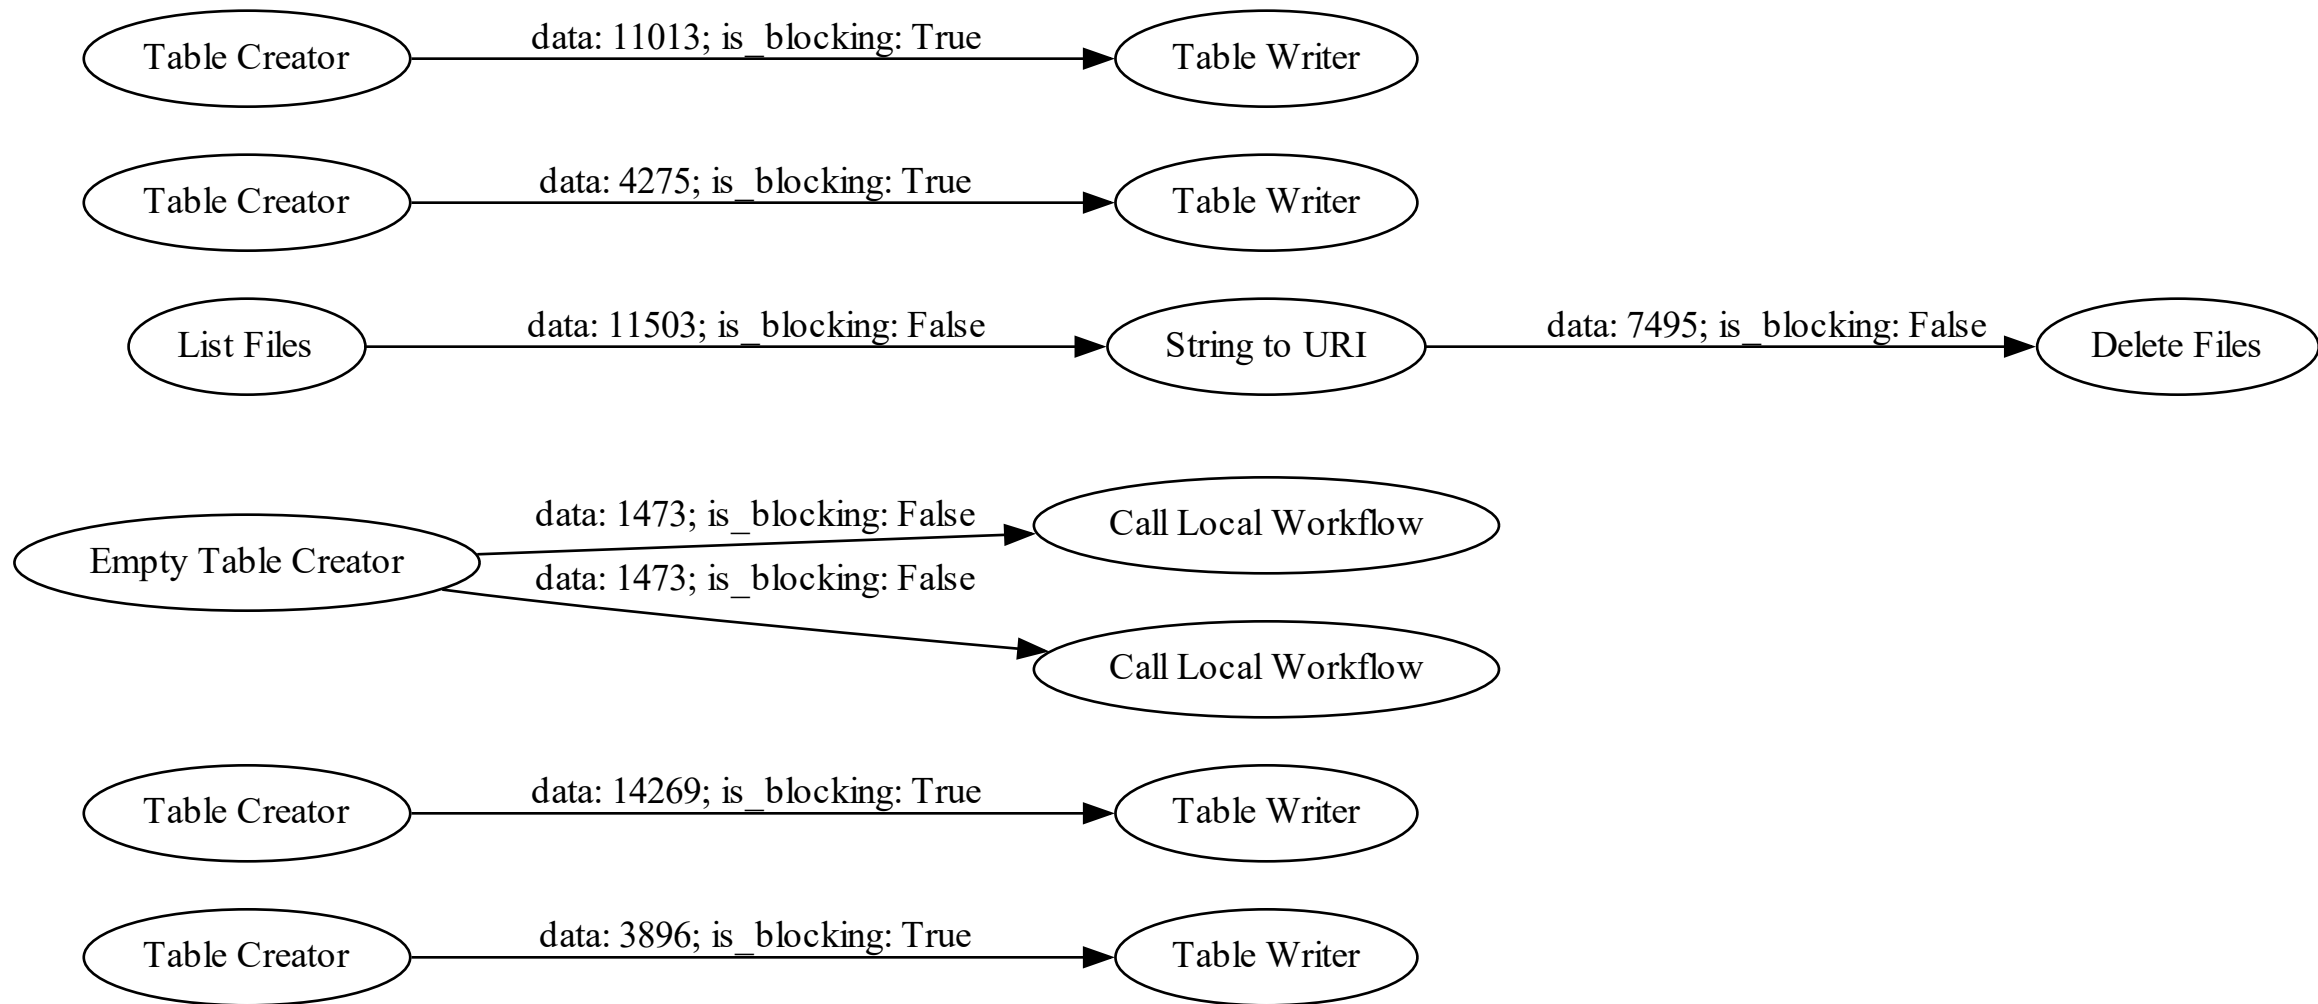 Table Creator
data: 11013; is_blocking: True
Table Writer
Table Creator
data: 4275; is_blocking: True
Table Writer
List Files
data: 11503; is_blocking: False
String to URI
data: 7495; is_blocking: False
Delete Files
Empty Table Creator
data: 1473; is_blocking: False
Call Local Workflow
data: 1473; is_blocking: False
Call Local Workflow
Table Creator
data: 14269; is_blocking: True
Table Writer
Table Creator
data: 3896; is_blocking: True
Table Writer